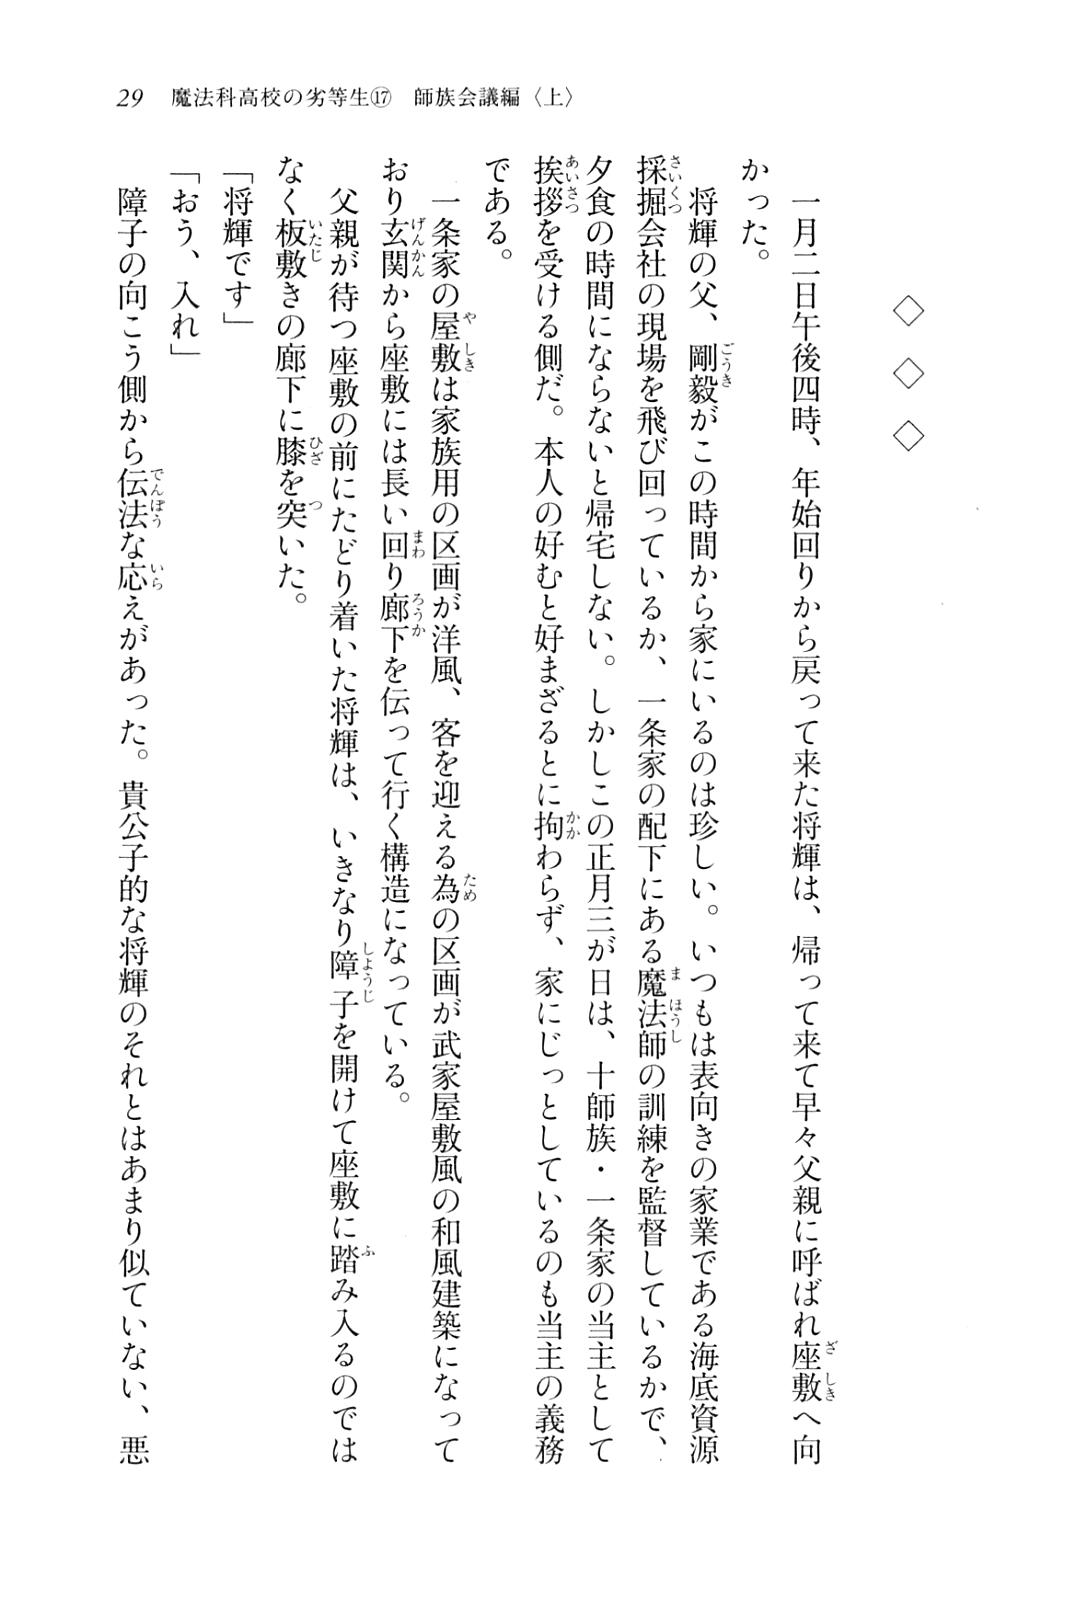 29 魔法科高校の劣等生⑰ 師族会議編〈上〉
◇ ◇ ◇
一月二日午後四時、年始回りから戻って来た将輝は、帰って来て早々父親に呼ばれ座敷へ向
かった。
将輝の父、剛毅がこの時間から家にいるのは珍しい。いつもは表向きの家業である海底資源
採掘会社の現場を飛び回っているか、一条家の配下にある魔法師の訓練を監督しているかで、
夕食の時間にならないと帰宅しない。しかしこの正月三が日は、十師族・一条家の当主として
挨拶を受ける側だ。本人の好むと好まざるとに拘わらず、家にじっとしているのも当主の義務
である。
一条家の屋敷は家族用の区画が洋風、客を迎える為の区画が武家屋敷風の和風建築になって
おり玄関から座敷には長い回り廊下を伝って行く構造になっている。
父親が待つ座敷の前にたどり着いた将輝は、いきなり障子を開けて座敷に踏み入るのでは
なく板敷きの廊下に膝を突いた。
「将輝です」
「おう、入れ」
障子の向こう側から伝法な応えがあった。貴公子的な将輝のそれとはあまり似ていない、悪